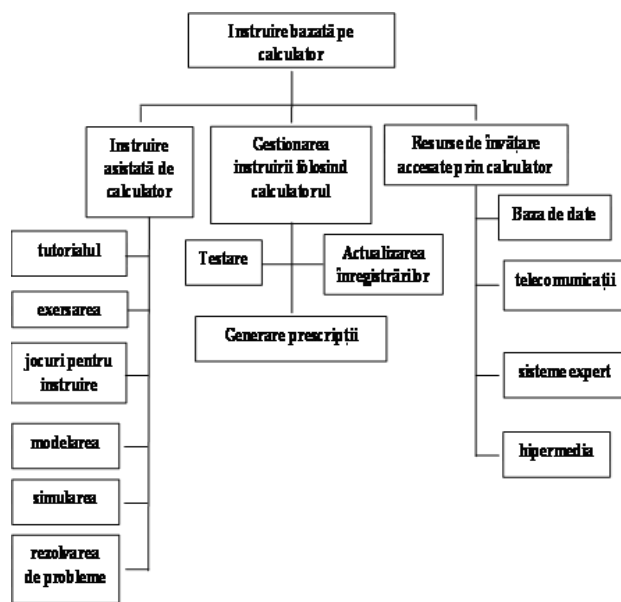 Instruire bazată pe
calculator
Instruire
asistată de
calculator
Gestionarea
instruirii folosind
calculatorul
Resurse de învățare
accesate prin calculator
tutorialul
exersarea
jocuri pentru
instruire
modelarea
simularea
rezolvarea
de probleme
Testare
Actualizarea
înregistrărilor
Generare prescripții
Baza de date
telecomunicații
sisteme expert
hipermedia